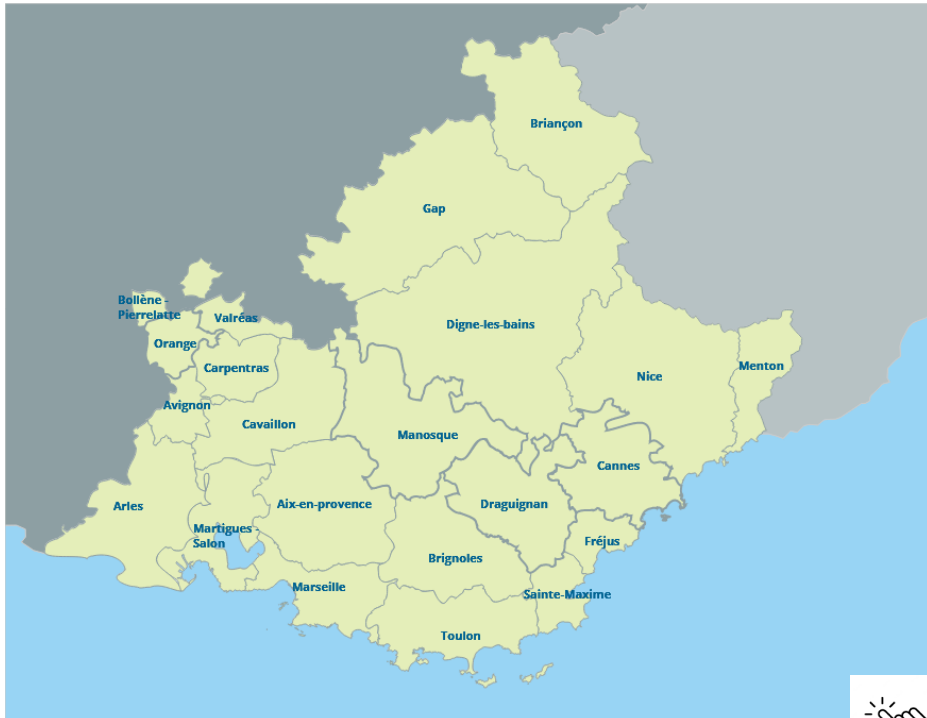 Briançon
Gap
Bollène -
Pierrelatte
Valréas
Digne-les-bains
Orange
Carpentras
Menton
Nice
Avignon
Cavaillon
Manosque
Cannes
Arles
Aix-en-provence
Draguignan
Martigues -
Salon
Fréjus
Brignoles
Marseille
Sainte-Maxime
Toulon